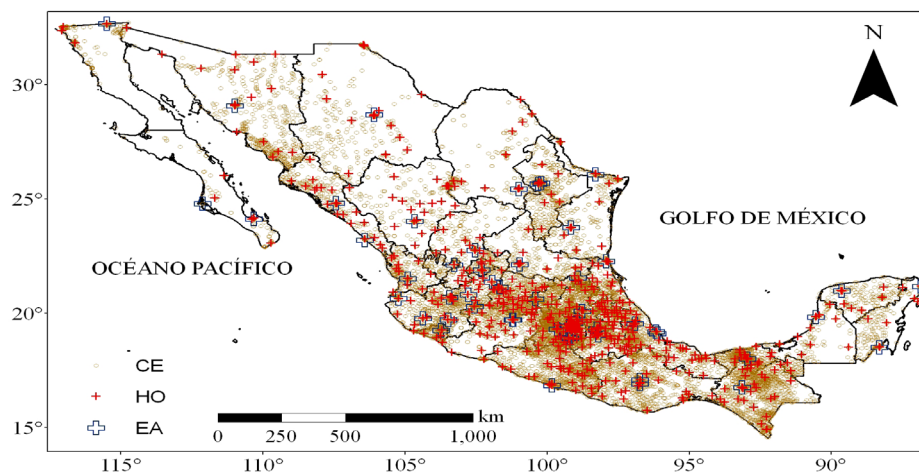 N
30°
25°
20°
15°
GOLFO DE MÉXICO
OCÉANO PACÍFICO
CE
HO
EA
km
0 250 500 1,000
115° 110° 105° 100° 95° 90°